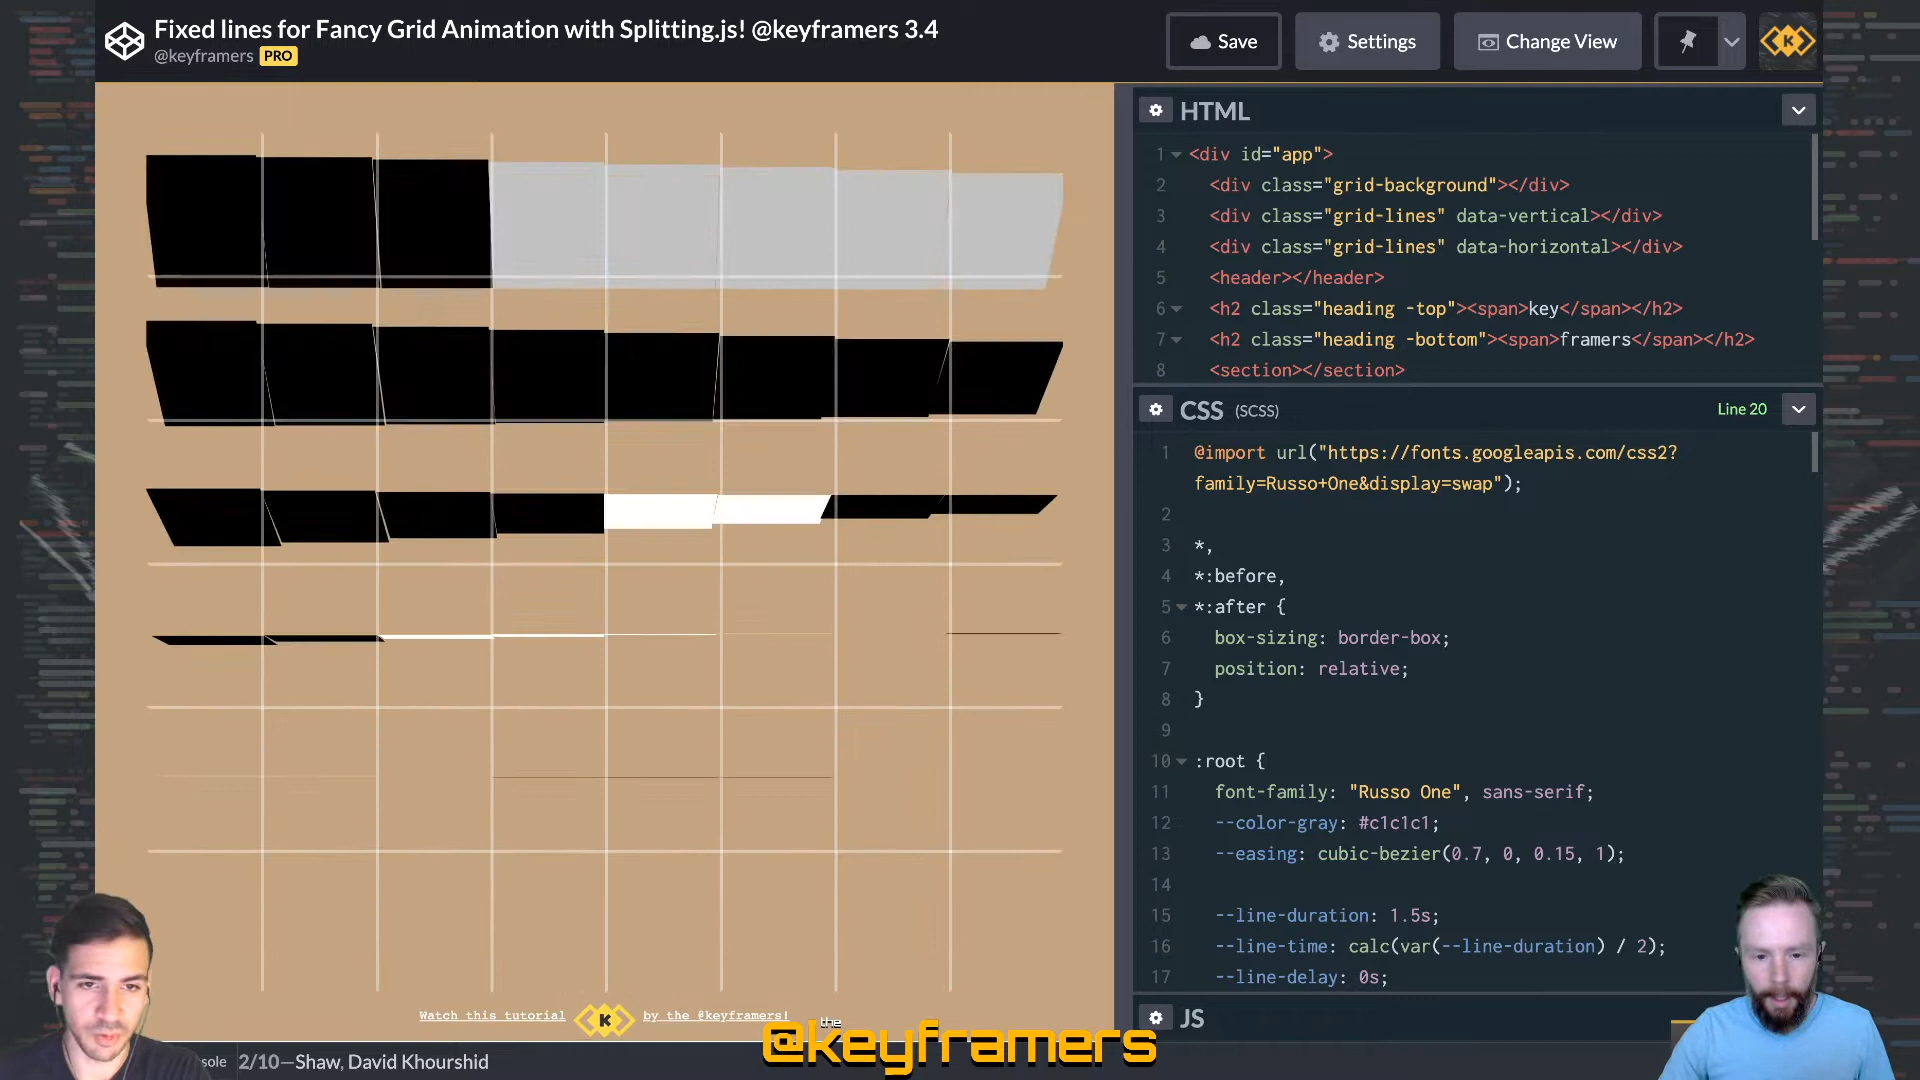 Fixed lines for Fancy Grid Animation with Splitting.js! @keyframers 3.4
@keyframers PRO
Save
Settings
Change View
K
HTML
1 <div id="app">
2 <div class="grid-background"></div>
3 <div class="grid-lines" data-vertical></div>
4 <div class="grid-lines" data-horizontal></div>
5 <header></header>
6 <h2 class="heading -top"><span>key</span></h2>
7 <h2 class="heading -bottom"><span>framers</span></h2>
8 <section></section>
CSS (SCSS)
Line 20
1 @import url("https://fonts.googleapis.com/css2?
family=Russo+One&display=swap");
2
3 *,
4 *:before,
5 *:after {
6 box-sizing: border-box;
7 position: relative;
8 }
9
10 :root {
11 font-family: "Russo One", sans-serif;
12 --color-gray: #c1c1c1;
13 --easing: cubic-bezier(0.7, 0, 0.15, 1);
14
15 --line-duration: 1.5s;
16 --line-time: calc(var(--line-duration) / 2);
17 --line-delay: 0s;
JS
Watch this tutorial K by the @keyframers!
the
@keyframers
sole 2/10—Shaw, David Khourshid